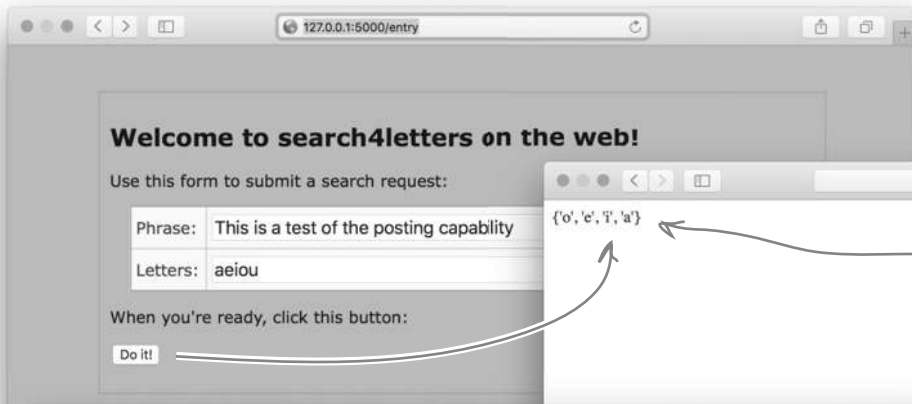 127.0.0.1:5000/entry
Welcome to search4letters on the web!
Use this form to submit a search request:
Phrase: This is a test of the posting capability
Letters: aeiou
When you're ready, click this button:
Do it!
{'o', 'e', 'i', 'a'}